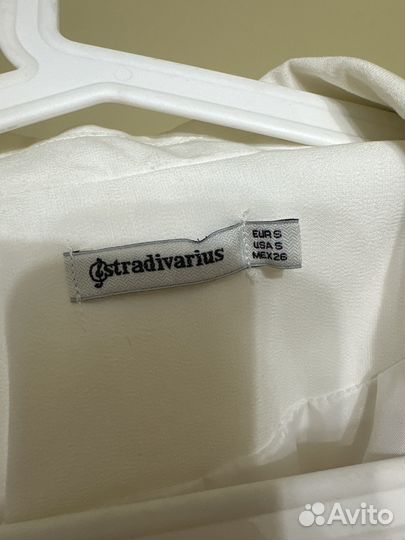 stradivarius
EUR S
USA S
MEX 26
Avito